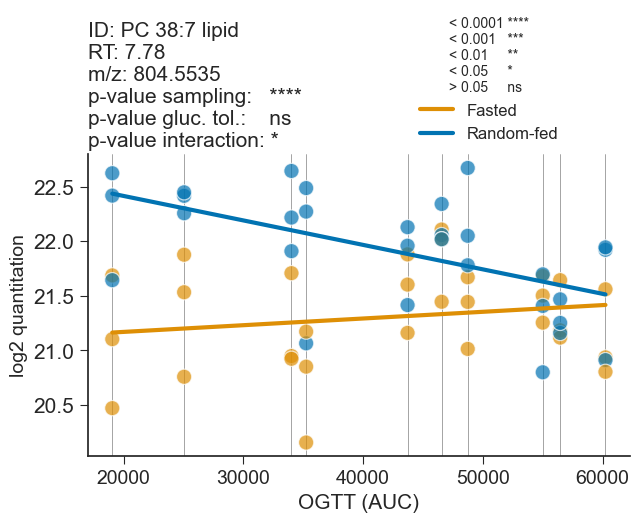 ID: PC 38:7 lipid
RT: 7.78
m/z: 804.5535
p-value sampling: ****
p-value gluc. tol.: ns
p-value interaction: *
< 0.0001 ****
< 0.001 ***
< 0.01 **
< 0.05 *
> 0.05 ns
Fasted
Random-fed
log2 quantitation
22.5
22.0
21.5
21.0
20.5
20000 30000 40000 50000 60000
OGTT (AUC)